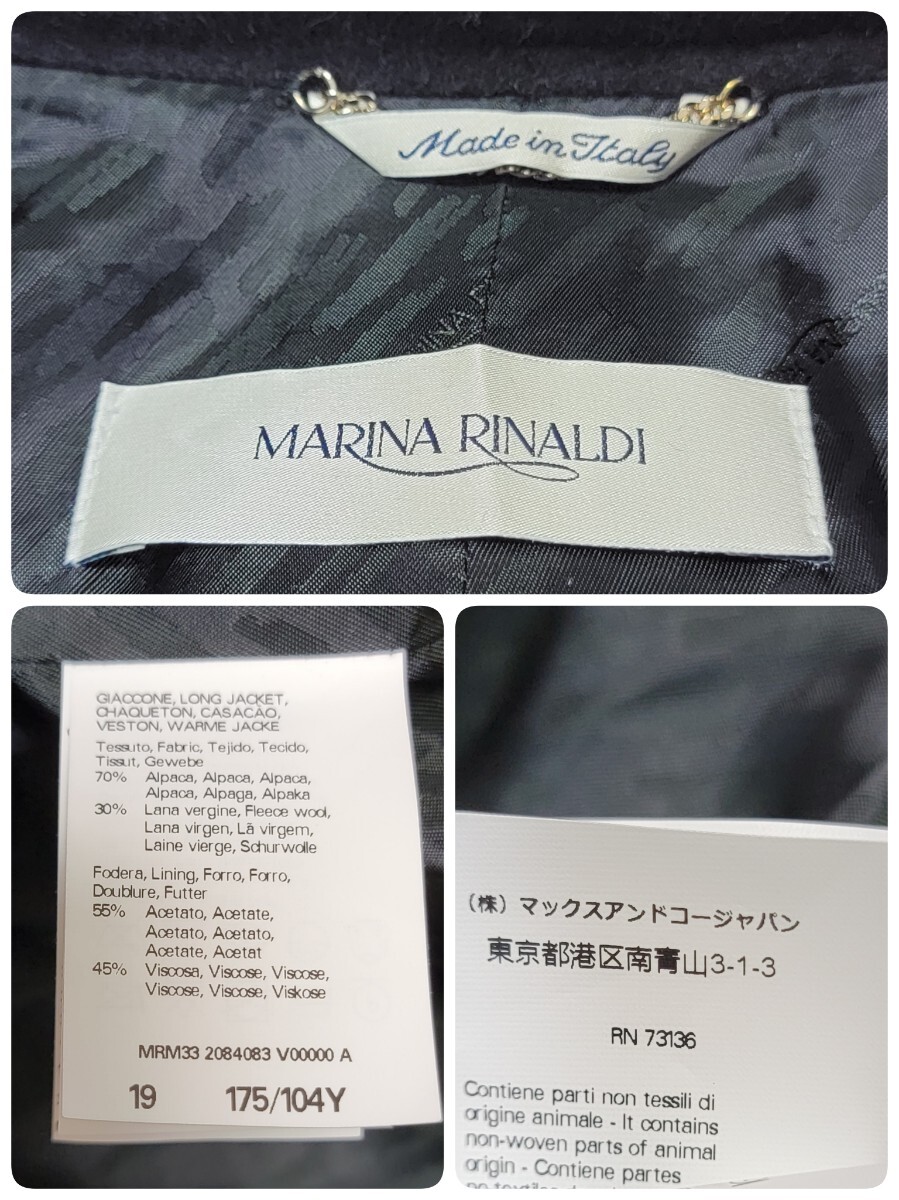 Made in Italy
MARINA RINALDI
GIACCONE, LONG JACKET,
CHAQUETON, CASACÃO,
VESTON, WARME JACKE
Tessuto, Fabric, Tejido, Tecido,
Tissut, Gewebe
70% Alpaca, Alpaca, Alpaca,
Alpaca, Alpaga, Alpaka
30% Lana vergine, Fleece wool,
Lana virgen, Lã virgem,
Laine vierge, Schurwolle
Fodera, Lining, Forro, Forro,
Doublure, Futter
55% Acetato, Acetate,
Acetato, Acetato,
Acetate, Acetat
45% Viscosa, Viscose, Viscose,
Viscose, Viscose, Viskose
MRM33 2084083 V00000 A
19 175/104Y
(株)マックスアンドコージャパン
東京都港区南青山3-1-3
RN 73136
Contiene parti non tessili di
origine animale - It contains
non-woven parts of animal
origin - Contiene partes